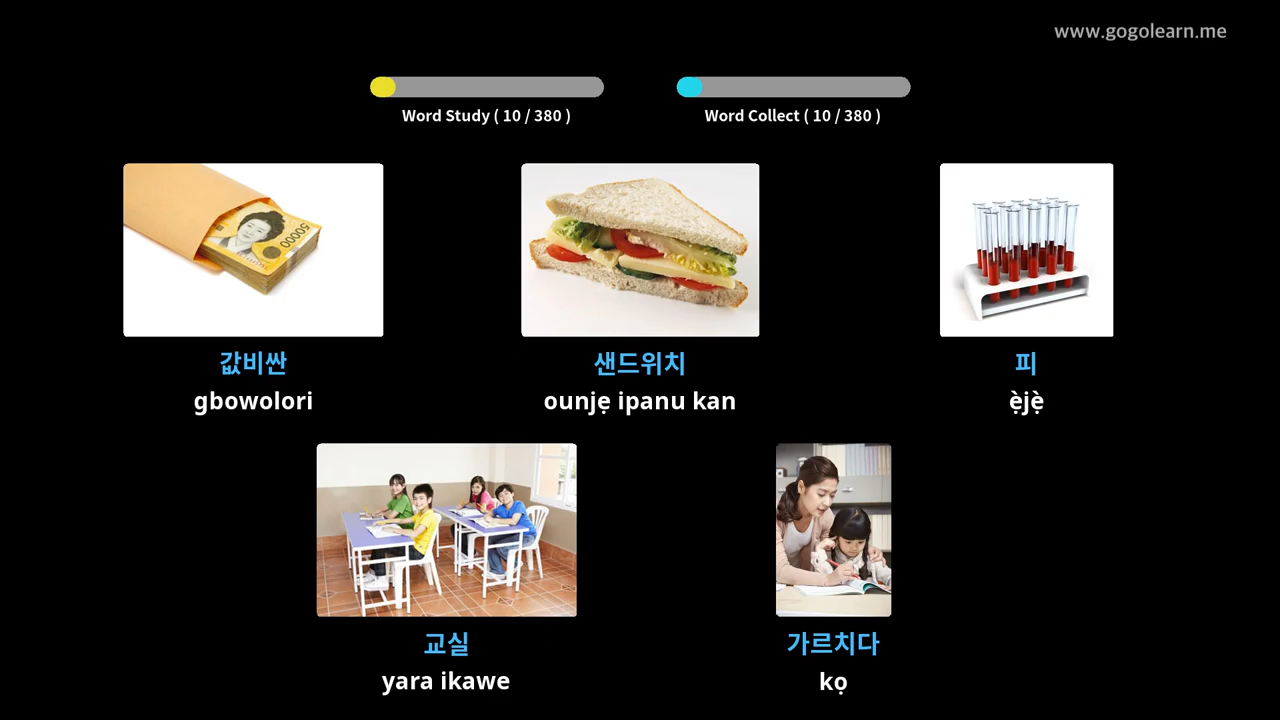 www.gogolearn.me
Word Study ( 10 / 380 )
Word Collect ( 10 / 380 )
50000
값비싼
gbowolori
샌드위치
ounjẹ ipanu kan
피
ẹ̀jẹ̀
교실
yara ikawe
가르치다
kọ